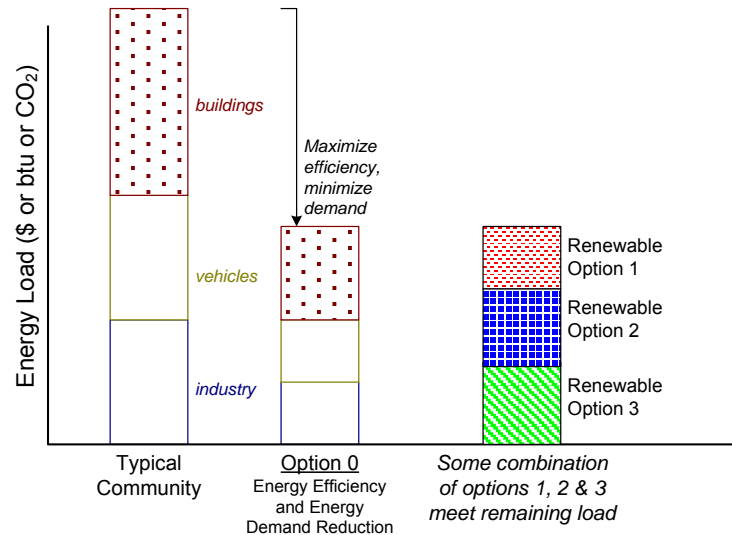 Energy Load ($ or btu or CO₂)
buildings
vehicles
industry
Maximize
efficiency,
minimize
demand
Renewable
Option 1
Renewable
Option 2
Renewable
Option 3
Typical
Community
Option 0
Energy Efficiency
and Energy
Demand Reduction
Some combination
of options 1, 2 & 3
meet remaining load